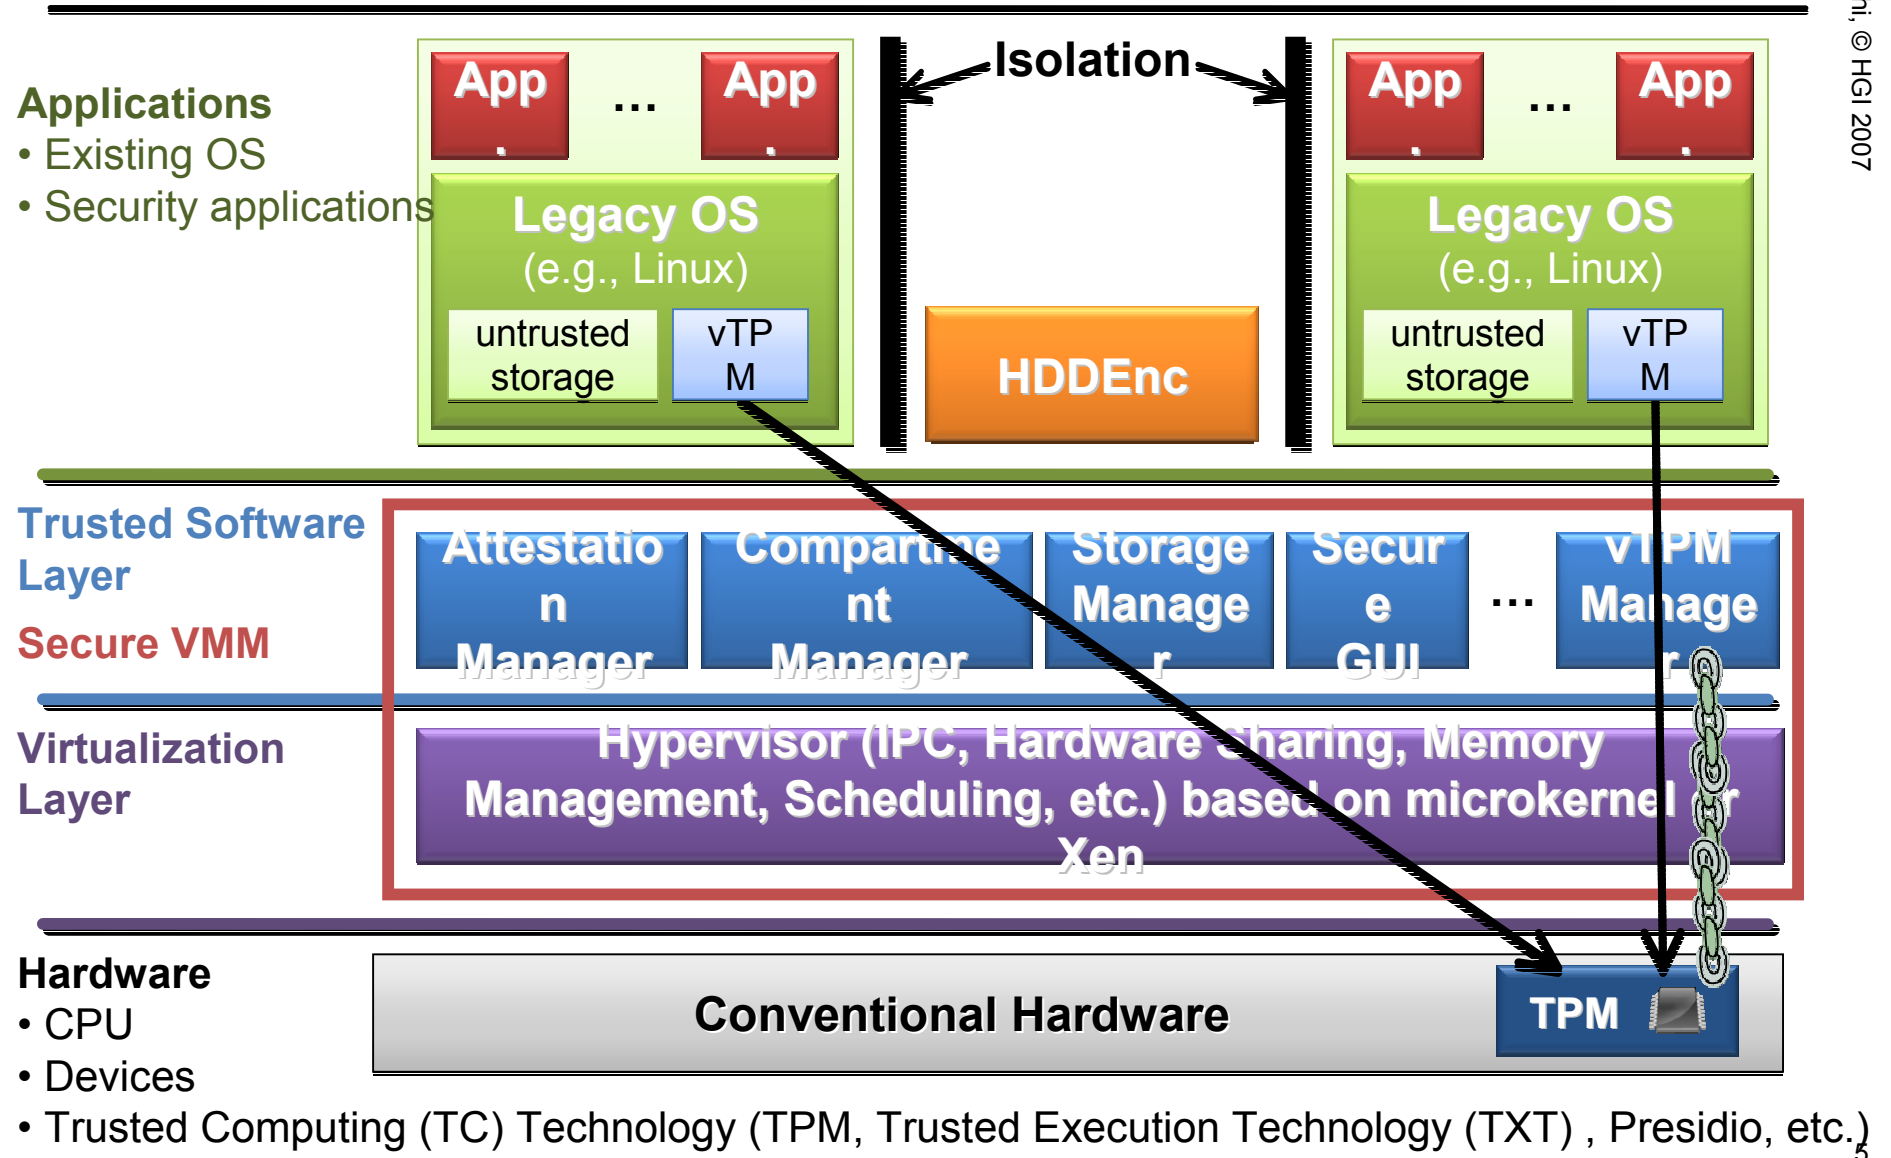 ni, © HGI 2007
Applications
• Existing OS
• Security applications
App
.
...
App
.
Isolation
App
.
...
App
.
Legacy OS
(e.g., Linux)
untrusted
storage
vTP
M
HDDEnc
Legacy OS
(e.g., Linux)
untrusted
storage
vTP
M
Trusted Software
Layer
Secure VMM
Attestatio
n
Manager
Compartme
nt
Manager
Storage
Manage
r
Secur
e
GUI
...
vTPM
Manage
r
Virtualization
Layer
Hypervisor (IPC, Hardware Sharing, Memory
Management, Scheduling, etc.) based on microkernel or
Xen
Hardware
• CPU
• Devices
• Trusted Computing (TC) Technology (TPM, Trusted Execution Technology (TXT) , Presidio, etc.)
Conventional Hardware
TPM
5